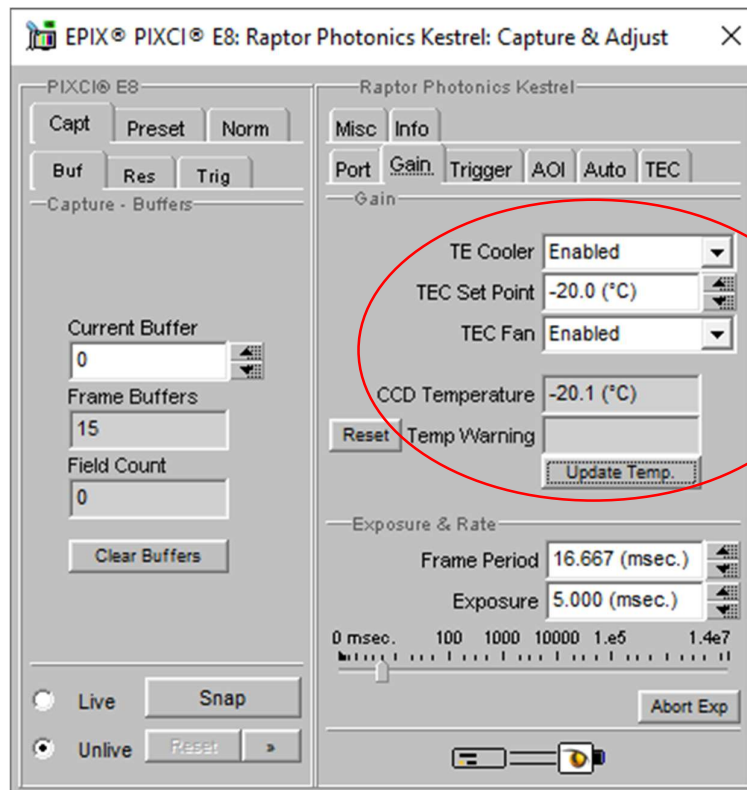 EPIX® PIXCI® E8: Raptor Photonics Kestrel: Capture & Adjust
PIXCI® E8
Capt Preset Norm
Buf Res Trig
Capture - Buffers
Current Buffer
0
Frame Buffers
15
Field Count
0
Clear Buffers
Live Snap
Unlive Reset »
Raptor Photonics Kestrel
Misc Info
Port Gain Trigger AOI Auto TEC
Gain
TE Cooler Enabled
TEC Set Point -20.0 (°C)
TEC Fan Enabled
CCD Temperature -20.1 (°C)
Reset Temp Warning
Update Temp.
Exposure & Rate
Frame Period 16.667 (msec.)
Exposure 5.000 (msec.)
0 msec. 100 1000 10000 1.e5 1.4e7
Abort Exp